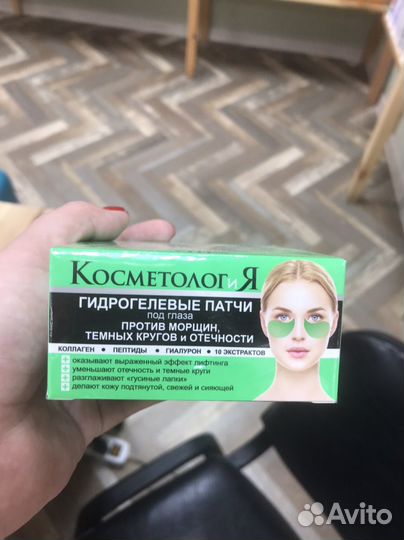 КосметологиЯ
ГИДРОГЕЛЕВЫЕ ПАТЧИ
под глаза
ПРОТИВ МОРЩИН,
ТЕМНЫХ КРУГОВ и ОТЕЧНОСТИ
КОЛЛАГЕН • ПЕПТИДЫ • ГИАЛУРОН • 10 ЭКСТРАКТОВ
оказывают выраженный эффект лифтинга
уменьшают отечность и темные круги
разглаживают «гусиные лапки»
делают кожу подтянутой, свежей и сияющей
Avito